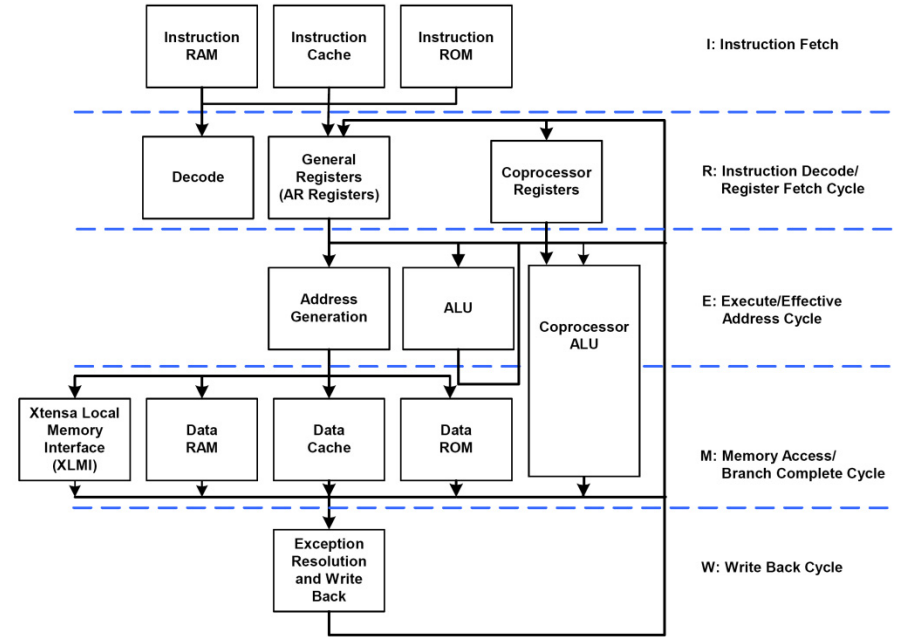 Instruction
RAM
Instruction
Cache
Instruction
ROM
I: Instruction Fetch
Decode
General
Registers
(AR Registers)
Coprocessor
Registers
R: Instruction Decode/
Register Fetch Cycle
Address
Generation
ALU
Coprocessor
ALU
E: Execute/Effective
Address Cycle
Xtensa Local
Memory
Interface
(XLMI)
Data
RAM
Data
Cache
Data
ROM
M: Memory Access/
Branch Complete Cycle
Exception
Resolution
and Write
Back
W: Write Back Cycle